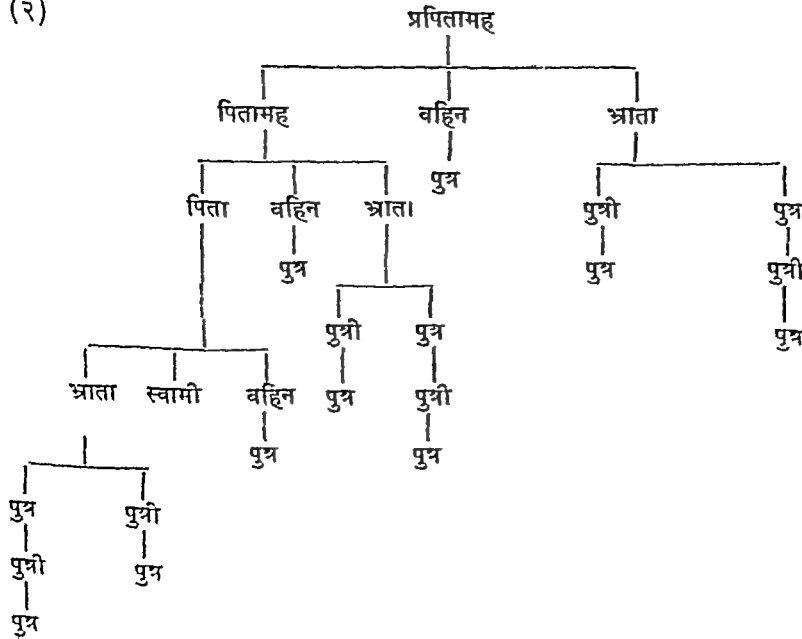 (२)
प्रपितामह
पितामह वहिन भ्राता
पुत्र
पिता वहिन भ्राता पुत्री पुत्र
पुत्र पुत्र पुत्री
पुत्री पुत्र पुत्र
भ्राता स्वामी वहिन पुत्र पुत्री
पुत्र पुत्र
पुत्र पुत्री
पुत्री पुत्र
पुत्र